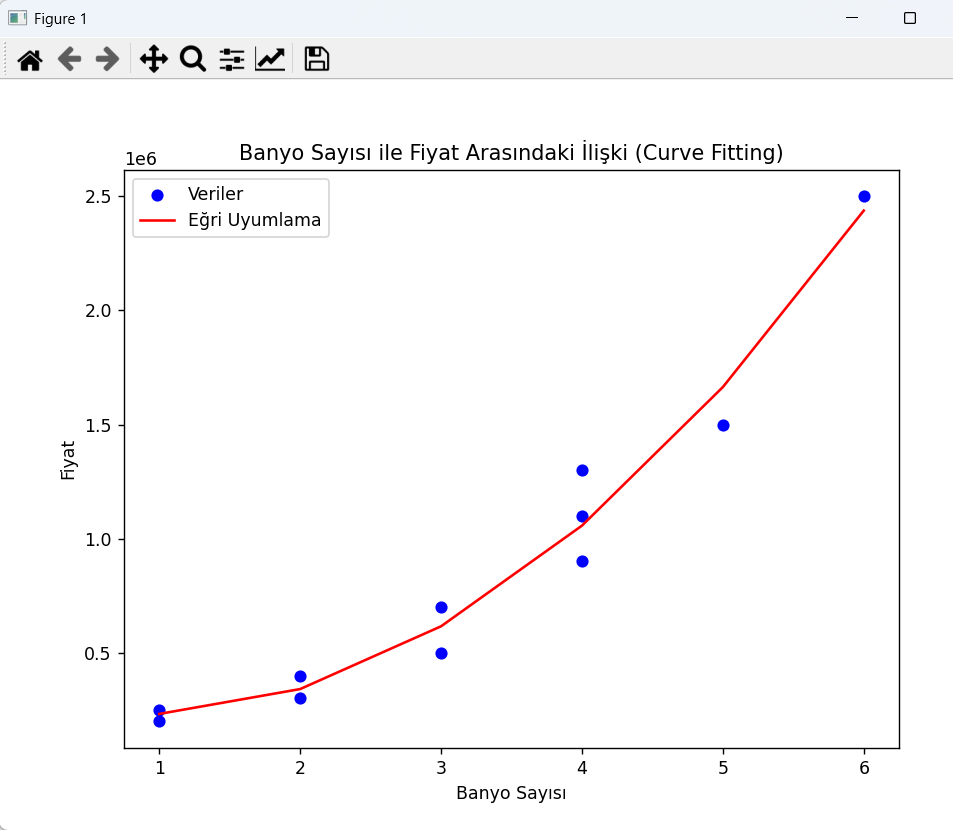 Figure 1
Banyo Sayısı ile Fiyat Arasındaki İlişki (Curve Fitting)
1e6
Veriler
Eğri Uyumlama
2.5
2.0
1.5
1.0
0.5
Fiyat
1 2 3 4 5 6
Banyo Sayısı